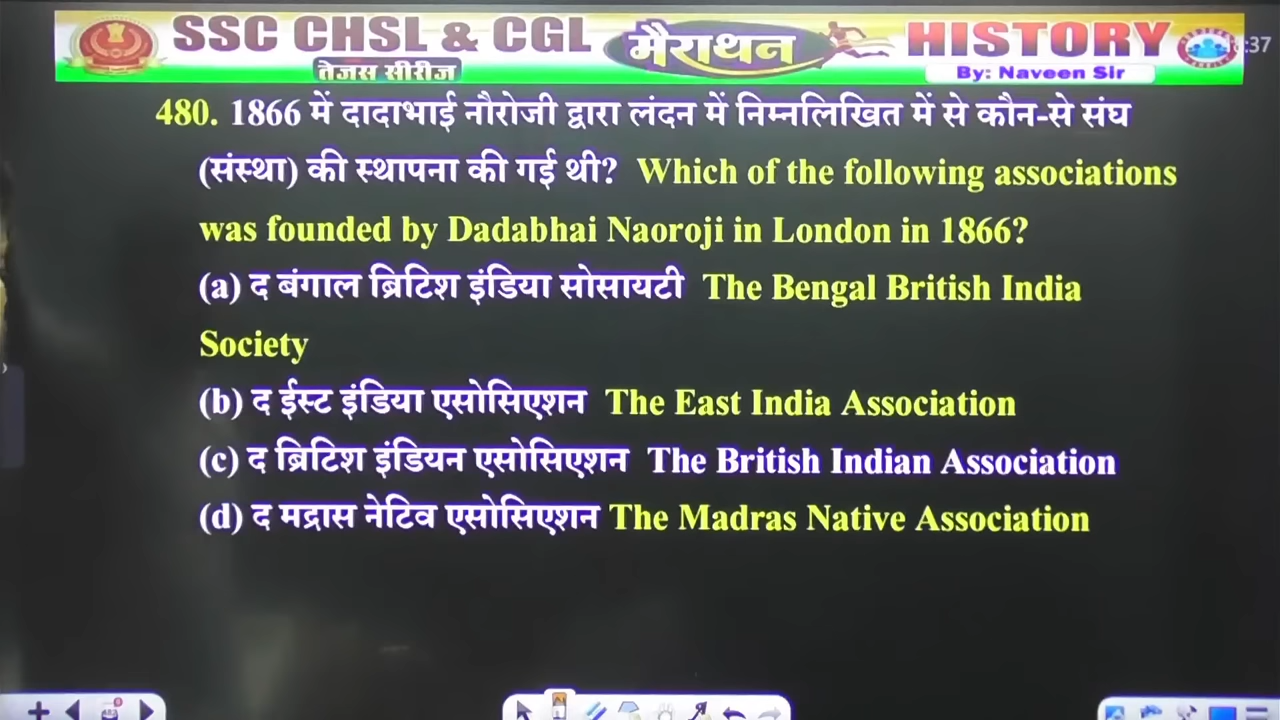 SSC CHSL & CGL मैराथन HISTORY
तेजस सीरीज By: Naveen Sir
480. 1866 में दादाभाई नौरोजी द्वारा लंदन में निम्नलिखित में से कौन-से संघ
(संस्था) की स्थापना की गई थी? Which of the following associations
was founded by Dadabhai Naoroji in London in 1866?
(a) द बंगाल ब्रिटिश इंडिया सोसायटी The Bengal British India
Society
(b) द ईस्ट इंडिया एसोसिएशन The East India Association
(c) द ब्रिटिश इंडियन एसोसिएशन The British Indian Association
(d) द मद्रास नेटिव एसोसिएशन The Madras Native Association